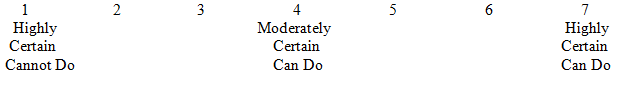 1 2 3 4 5 6 7
Highly Moderately Highly
Certain Certain Certain
Cannot Do Can Do Can Do